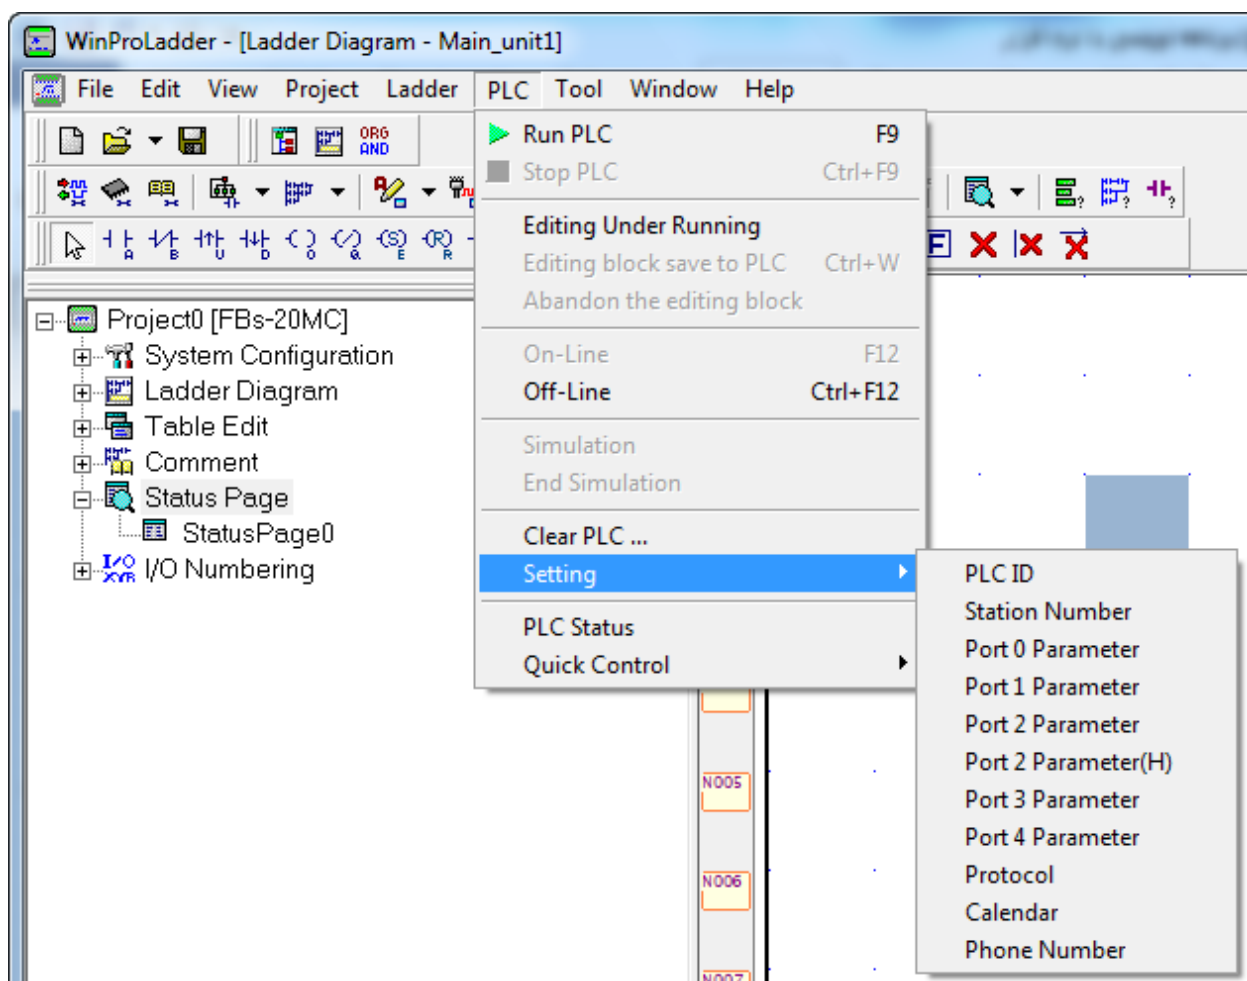 WinProLadder - [Ladder Diagram - Main_unit1]
File Edit View Project Ladder PLC Tool Window Help
ORG
AND
Run PLC F9
Stop PLC Ctrl+F9
Editing Under Running
Editing block save to PLC Ctrl+W
Abandon the editing block
On-Line F12
Off-Line Ctrl+F12
Simulation
End Simulation
Clear PLC ...
Setting
PLC Status
Quick Control
PLC ID
Station Number
Port 0 Parameter
Port 1 Parameter
Port 2 Parameter
Port 2 Parameter(H)
Port 3 Parameter
Port 4 Parameter
Protocol
Calendar
Phone Number
Project0 [FBs-20MC]
System Configuration
Ladder Diagram
Table Edit
Comment
Status Page
StatusPage0
I/O Numbering
N005
N006
N007